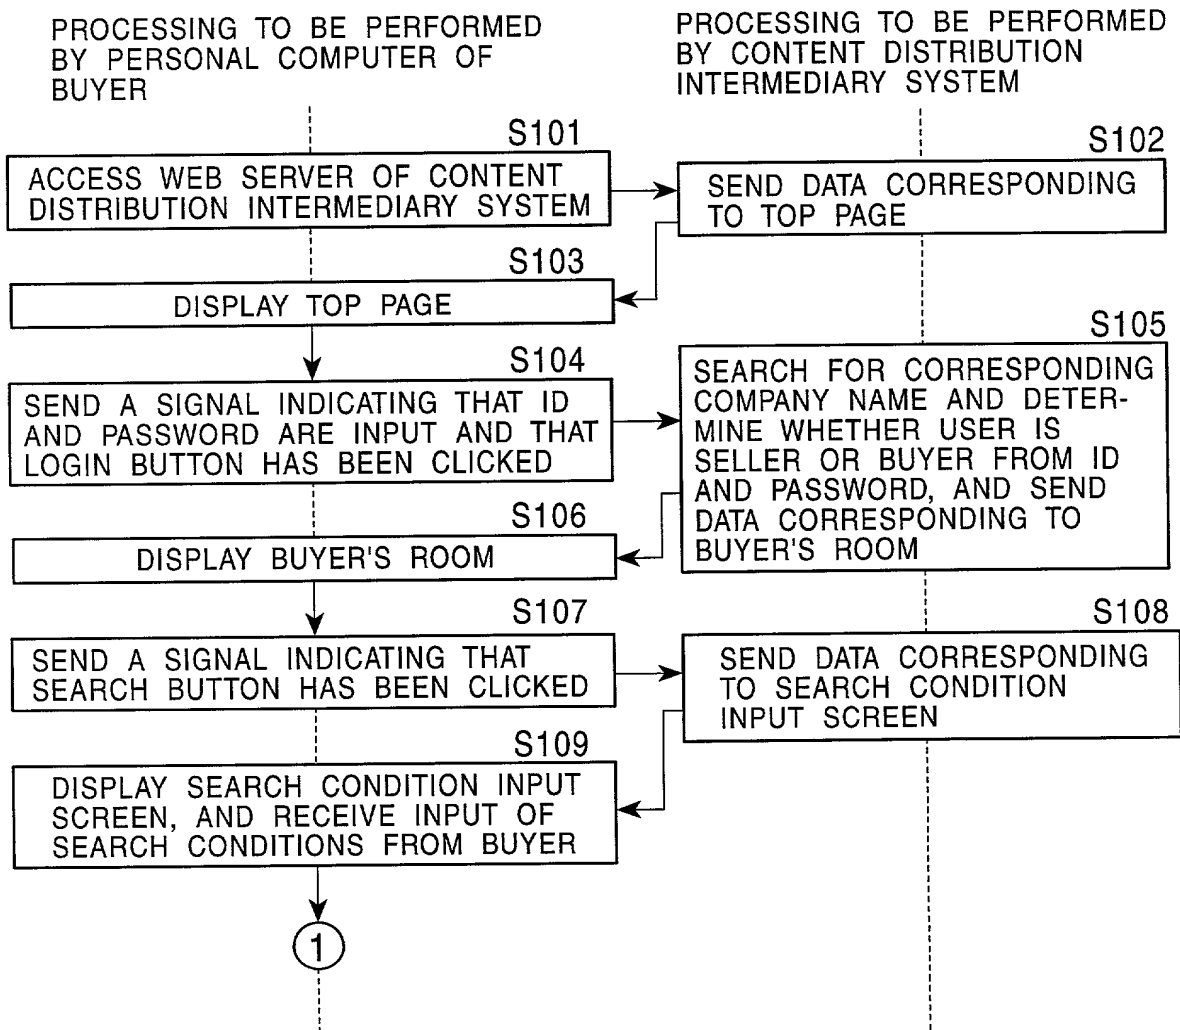 PROCESSING TO BE PERFORMED
BY PERSONAL COMPUTER OF
BUYER
PROCESSING TO BE PERFORMED
BY CONTENT DISTRIBUTION
INTERMEDIARY SYSTEM
S101
ACCESS WEB SERVER OF CONTENT
DISTRIBUTION INTERMEDIARY SYSTEM
S102
SEND DATA CORRESPONDING
TO TOP PAGE
S103
DISPLAY TOP PAGE
S104
SEND A SIGNAL INDICATING THAT ID
AND PASSWORD ARE INPUT AND THAT
LOGIN BUTTON HAS BEEN CLICKED
S105
SEARCH FOR CORRESPONDING
COMPANY NAME AND DETER-
MINE WHETHER USER IS
SELLER OR BUYER FROM ID
AND PASSWORD, AND SEND
DATA CORRESPONDING TO
BUYER'S ROOM
S106
DISPLAY BUYER'S ROOM
S107
SEND A SIGNAL INDICATING THAT
SEARCH BUTTON HAS BEEN CLICKED
S108
SEND DATA CORRESPONDING
TO SEARCH CONDITION
INPUT SCREEN
S109
DISPLAY SEARCH CONDITION INPUT
SCREEN, AND RECEIVE INPUT OF
SEARCH CONDITIONS FROM BUYER
1